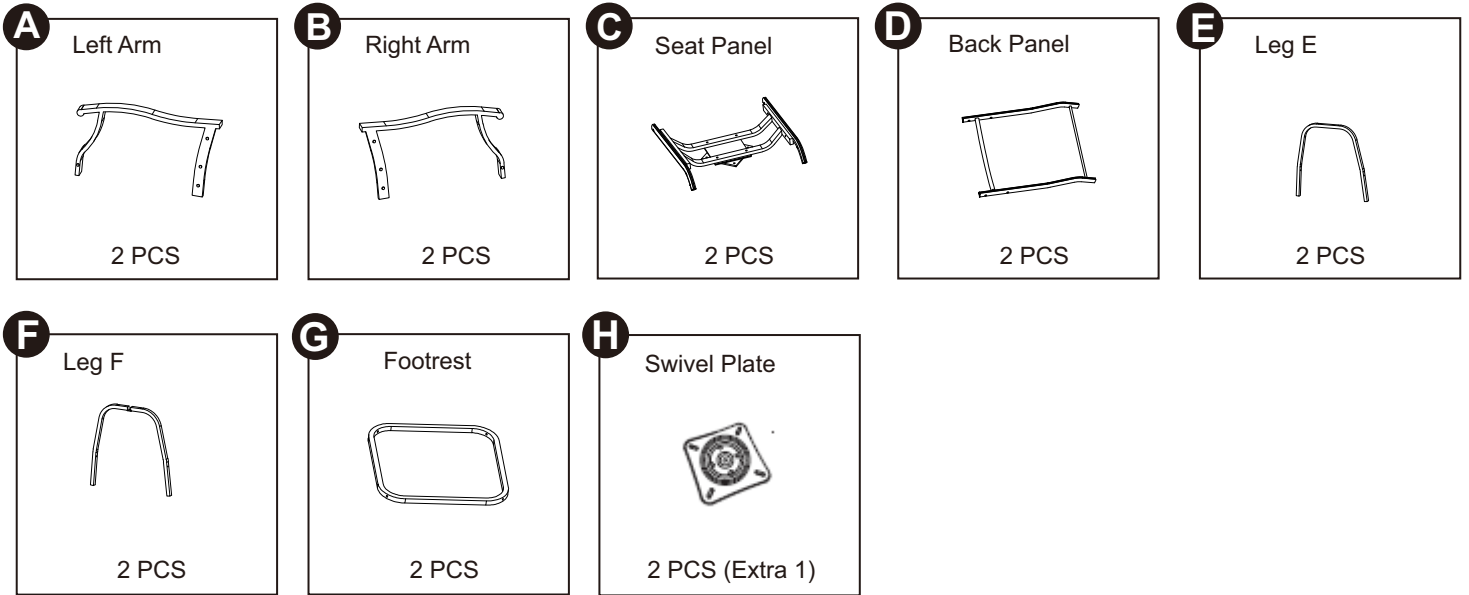 A
Left Arm
2 PCS
B
Right Arm
2 PCS
C
Seat Panel
2 PCS
D
Back Panel
2 PCS
E
Leg E
2 PCS
F
Leg F
2 PCS
G
Footrest
2 PCS
H
Swivel Plate
2 PCS (Extra 1)